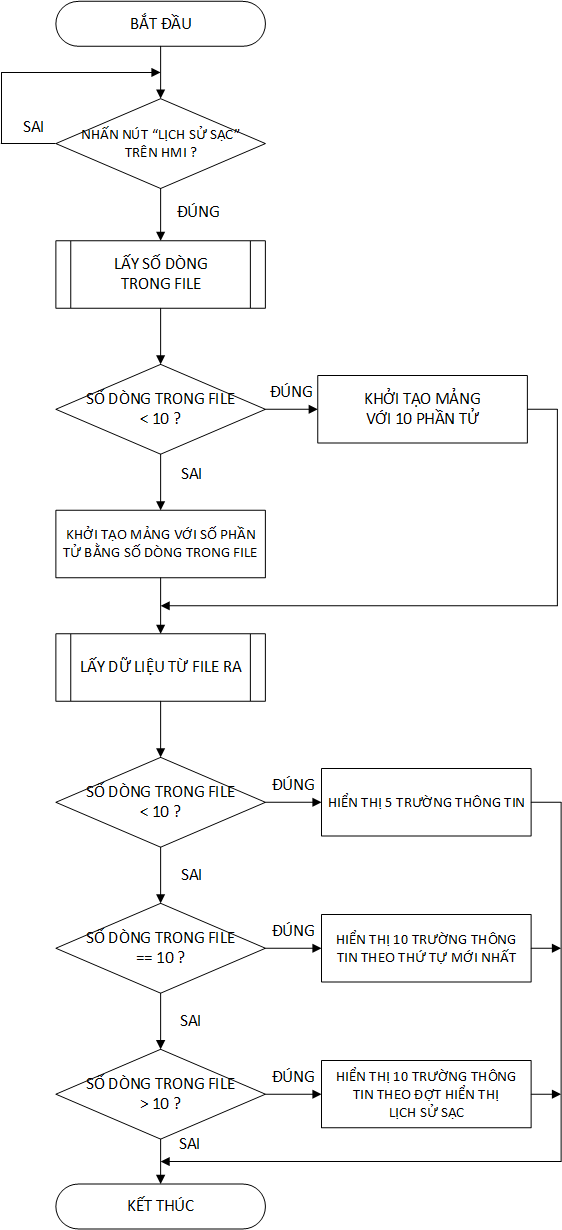 BẮT ĐẦU
NHẤN NÚT “LỊCH SỬ SẠC”
TRÊN HMI ?
SAI
ĐÚNG
LẤY SỐ DÒNG
TRONG FILE
SỐ DÒNG TRONG FILE
< 10 ?
ĐÚNG
KHỞI TẠO MẢNG
VỚI 10 PHẦN TỬ
SAI
KHỞI TẠO MẢNG VỚI SỐ PHẦN
TỬ BẰNG SỐ DÒNG TRONG FILE
LẤY DỮ LIỆU TỪ FILE RA
SỐ DÒNG TRONG FILE
< 10 ?
ĐÚNG
HIỂN THỊ 5 TRƯỜNG THÔNG TIN
SAI
SỐ DÒNG TRONG FILE
== 10 ?
ĐÚNG
HIỂN THỊ 10 TRƯỜNG THÔNG
TIN THEO THỨ TỰ MỚI NHẤT
SAI
SỐ DÒNG TRONG FILE
> 10 ?
ĐÚNG
HIỂN THỊ 10 TRƯỜNG THÔNG
TIN THEO ĐỢT HIỂN THỊ
LỊCH SỬ SẠC
SAI
KẾT THÚC